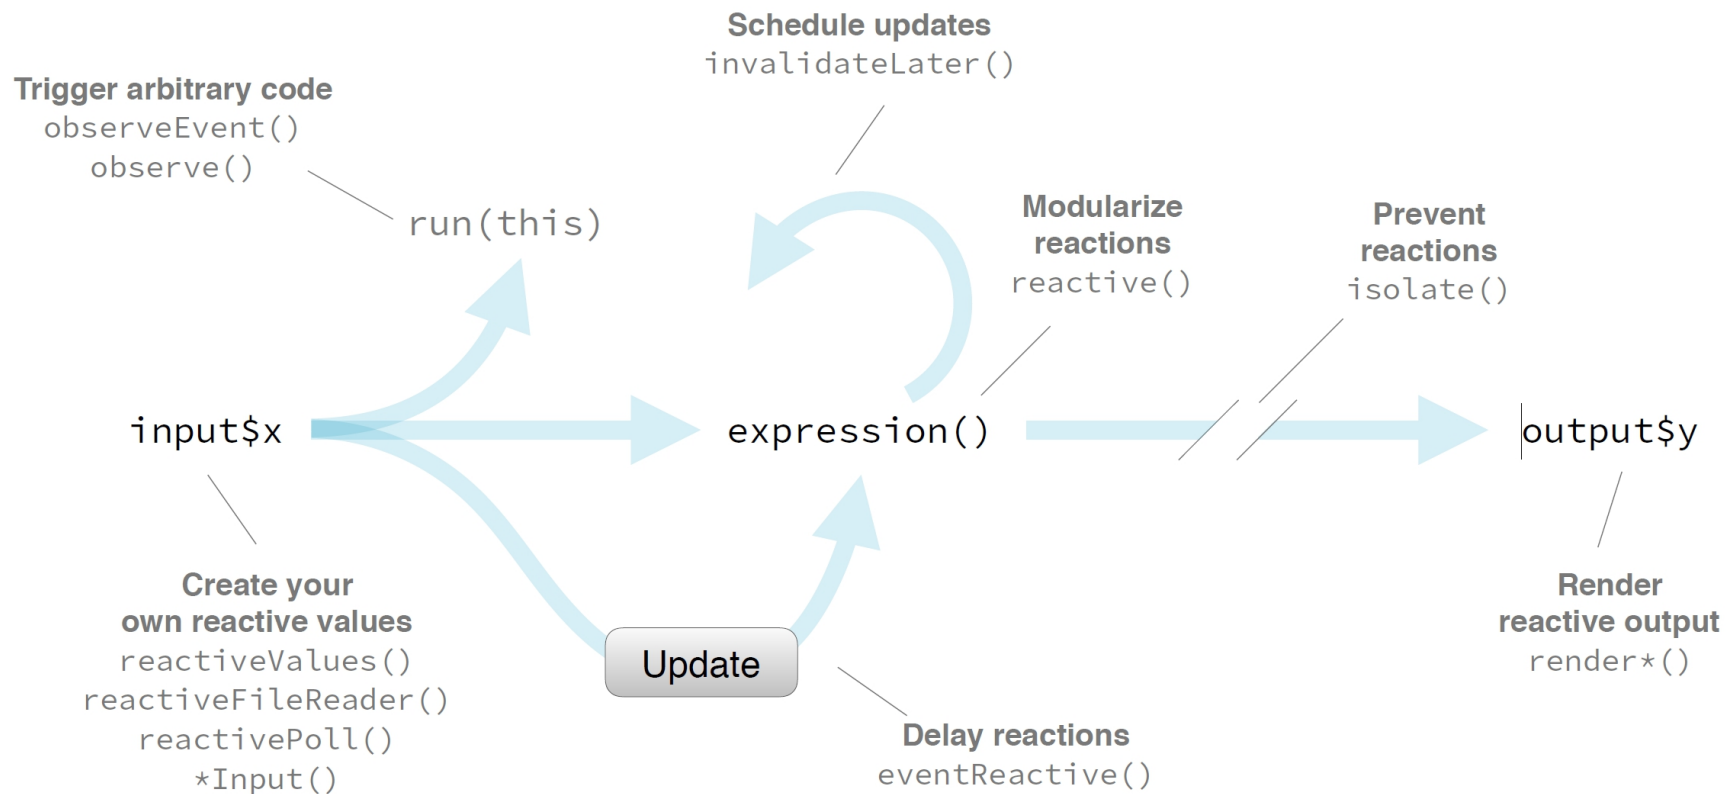 Schedule updates
invalidateLater()
Trigger arbitrary code
observeEvent()
observe()
run(this)
Modularize
reactions
reactive()
Prevent
reactions
isolate()
input$x
expression()
output$y
Create your
own reactive values
reactiveValues()
reactiveFileReader()
reactivePoll()
*Input()
Update
Delay reactions
eventReactive()
Render
reactive output
render*()